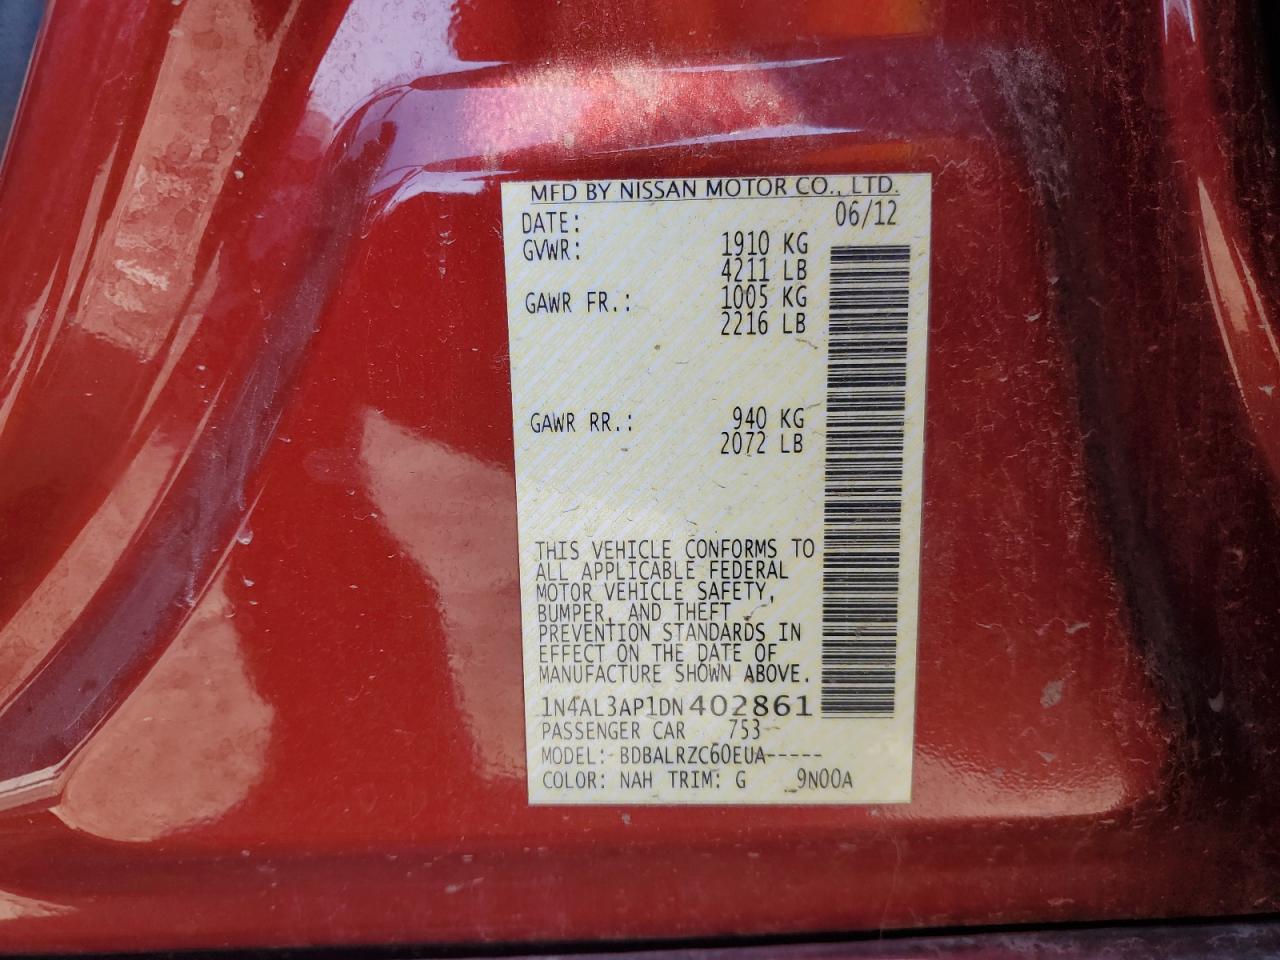 MFD BY NISSAN MOTOR CO., LTD.
DATE: 06/12
GVWR: 1910 KG
4211 LB
GAWR FR.: 1005 KG
2216 LB
GAWR RR.: 940 KG
2072 LB
THIS VEHICLE CONFORMS TO
ALL APPLICABLE FEDERAL
MOTOR VEHICLE SAFETY,
BUMPER, AND THEFT
PREVENTION STANDARDS IN
EFFECT ON THE DATE OF
MANUFACTURE SHOWN ABOVE.
1N4AL3AP1DN402861
PASSENGER CAR 753
MODEL: BDBALRZC60EUA-----
COLOR: NAH TRIM: G 9N00A